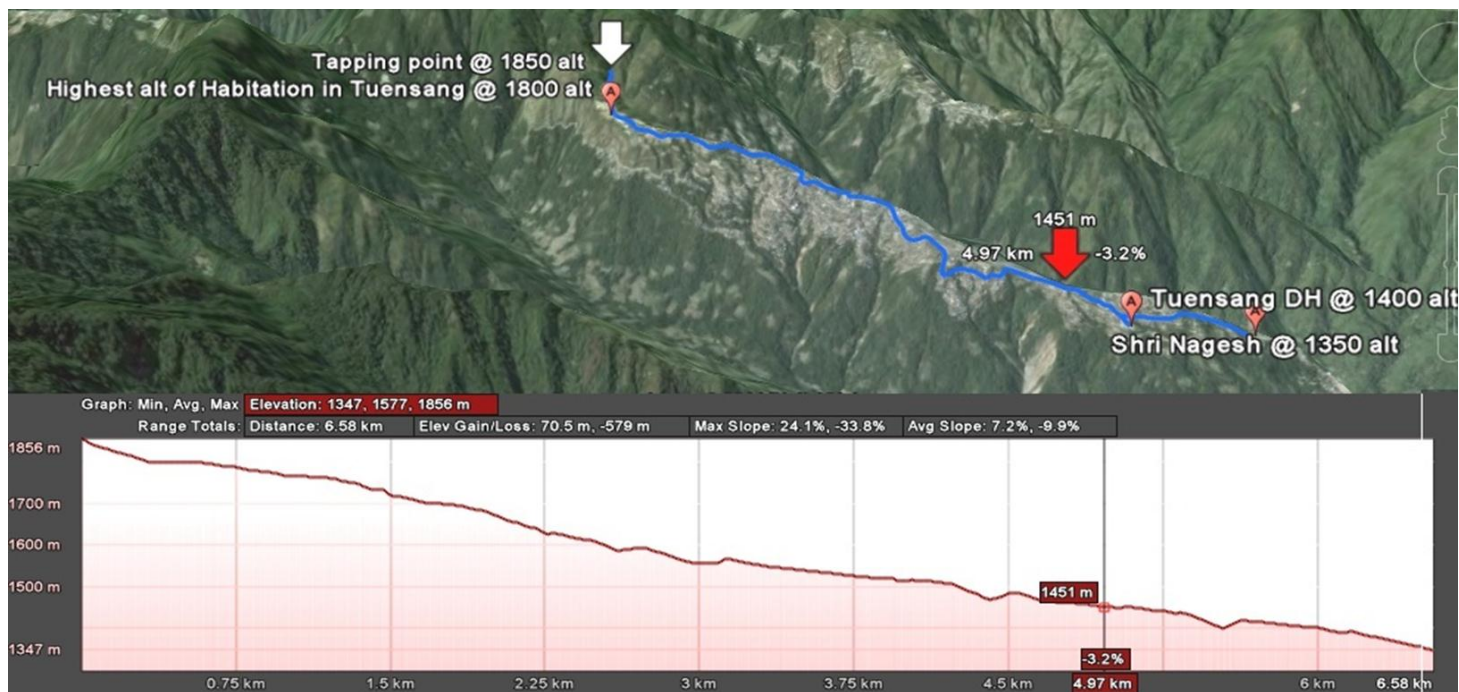 Tapping point @ 1850 alt
Highest alt of Habitation in Tuensang @ 1800 alt
A
1451 m
4.97 km -3.2%
A Tuensang DH @ 1400 alt
A
Shri Nagesh @ 1350 alt
Graph: Min, Avg, Max Elevation: 1347, 1577, 1856 m
Range Totals: Distance: 6.58 km Elev Gain/Loss: 70.5 m, -579 m Max Slope: 24.1%, -33.8% Avg Slope: 7.2%, -9.9%
1856 m
1700 m
1600 m
1500 m
1451 m
1347 m
-3.2%
0.75 km 1.5 km 2.25 km 3 km 3.75 km 4.5 km 4.97 km 6 km 6.58 km